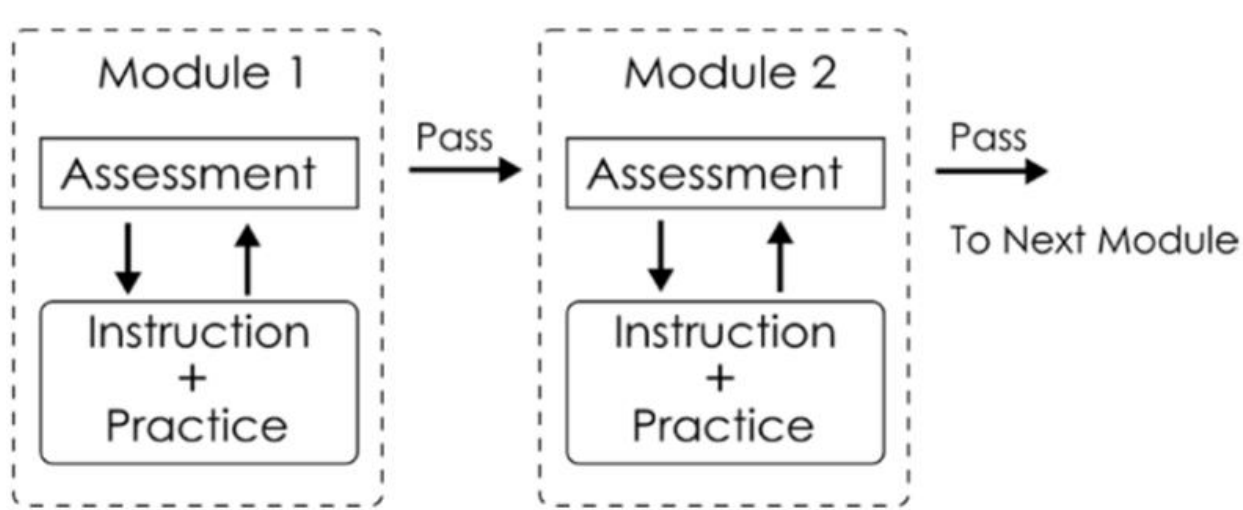 Module 1
Assessment
Instruction
+
Practice
Pass
Module 2
Assessment
Instruction
+
Practice
Pass
To Next Module